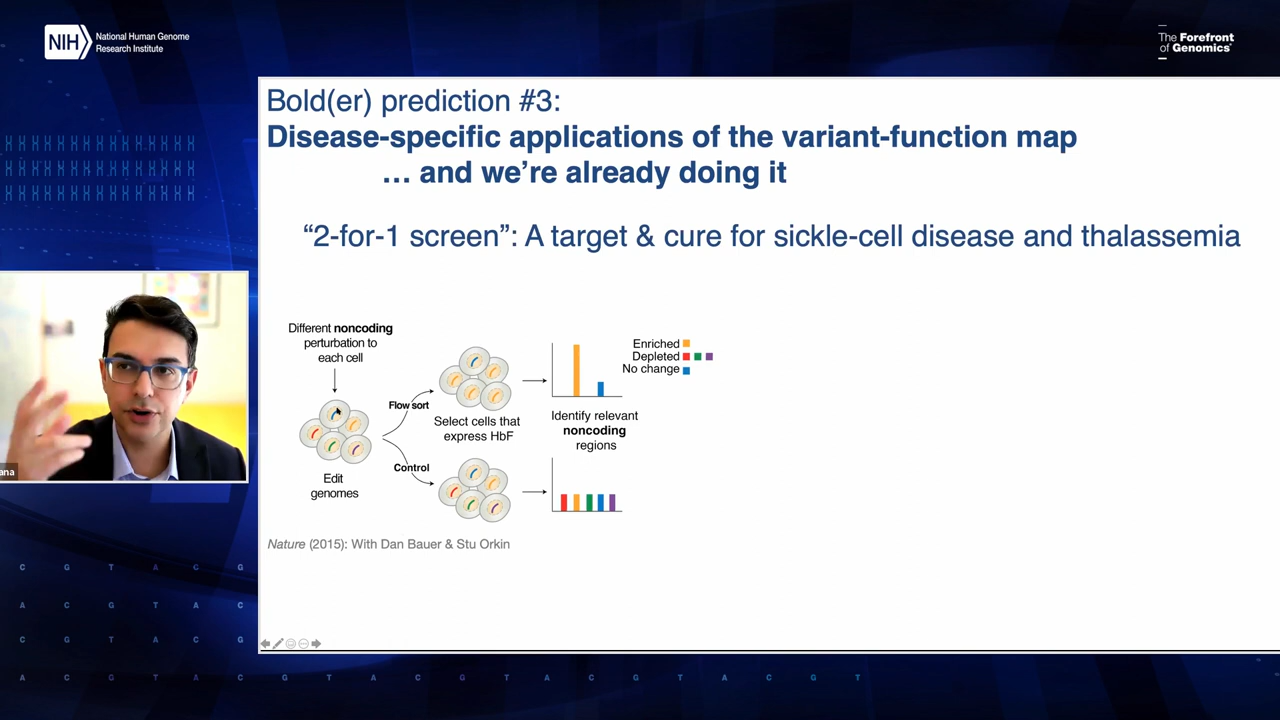 NIH
National Human Genome
Research Institute
The Forefront
of Genomics®
Bold(er) prediction #3:
Disease-specific applications of the variant-function map
… and we’re already doing it
“2-for-1 screen”: A target & cure for sickle-cell disease and thalassemia
Different noncoding
perturbation to
each cell
Edit
genomes
Flow sort
Control
Select cells that
express HbF
Enriched
Depleted
No change
Identify relevant
noncoding
regions
Nature (2015): With Dan Bauer & Stu Orkin
ana
C G T A C G
A C G T A C
C G T A C G
A C G T A C G T A C G T A C G T A C G T